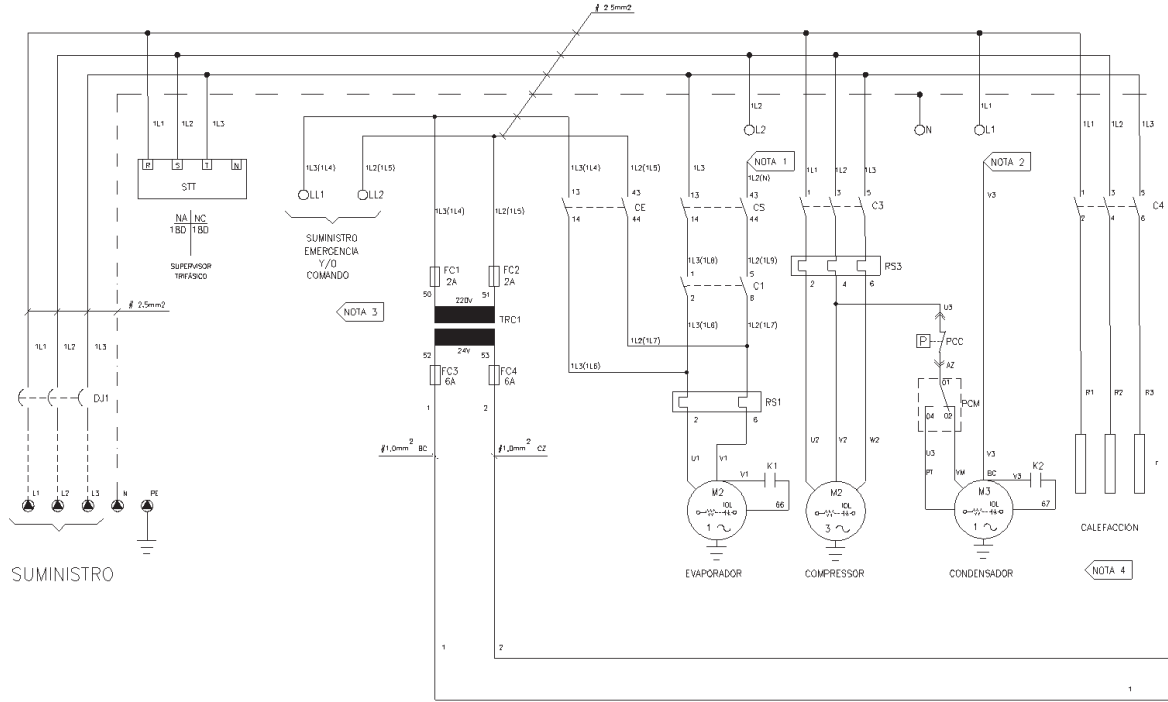 ∮ 2.5mm2
1L1
1L2
1L3
R
S
T
N
STT
NA NC
1BD 1BD
SUPERVISOR
TRIFÁSICO
1L3(1L4)
1L2(1L5)
LL1
LL2
SUMINISTRO
EMERGENCIA
Y/O
COMANDO
1L3(1L4)
1L2(1L5)
FC1
2A
FC2
2A
50
51
220V
TRC1
24V
52
53
FC3
6A
FC4
6A
1
2
NOTA 3
∮1,0mm2 BC
∮1,0mm2 CZ
1L3(1L4)
1L2(1L5)
13
43
CE
14
44
1L3
1L2
L2
NOTA 1
1L2(N)
13
43
CS
14
44
1L3(1L8)
1L2(1L9)
1
5
C1
2
6
1L3(1L6)
1L2(1L7)
1L2(1L7)
1L3(1L6)
RS1
2
6
U1
V1
V1
K1
66
M2
IOL
1
EVAPORADOR
1L1
1L2
1L3
1
3
5
C3
RS3
2
4
6
U2
V2
W2
M2
IOL
3
COMPRESSOR
N
1L1
L1
NOTA 2
V3
U3
P
PCC
AZ
01
PCM
04
02
U3
PT
VM
V3
BC
V3
K2
67
M3
IOL
1
CONDENSADOR
1L1
1L2
1L3
1
3
5
C4
2
4
6
R1
R2
R3
r
CALEFACCIÓN
NOTA 4
∮ 2.5mm2
1L1
1L2
1L3
DJ1
L1
L2
L3
N
PE
SUMINISTRO
1
2
1